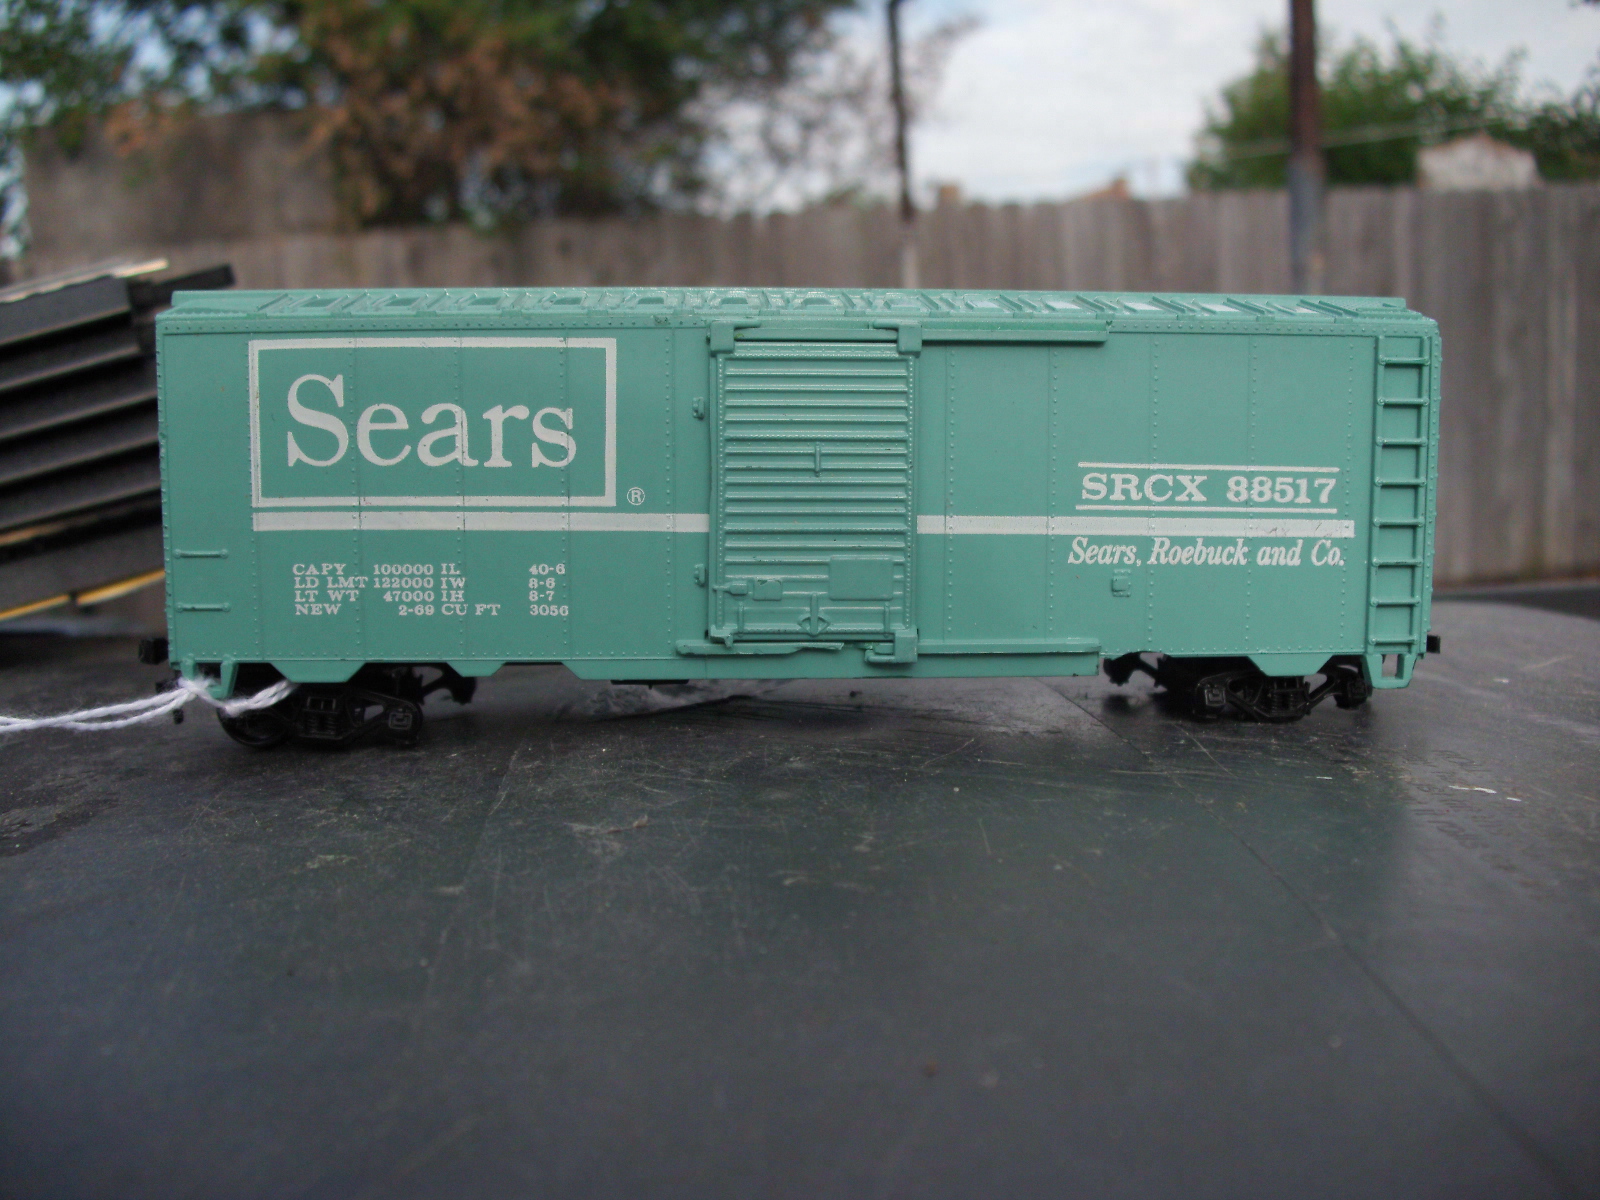 Sears
®
SRCX 88517
Sears, Roebuck and Co.
CAPY 100000 IL 40-6
LD LMT 122000 IW 8-6
LT WT 47000 IH 8-7
NEW 2-69 CU FT 3056